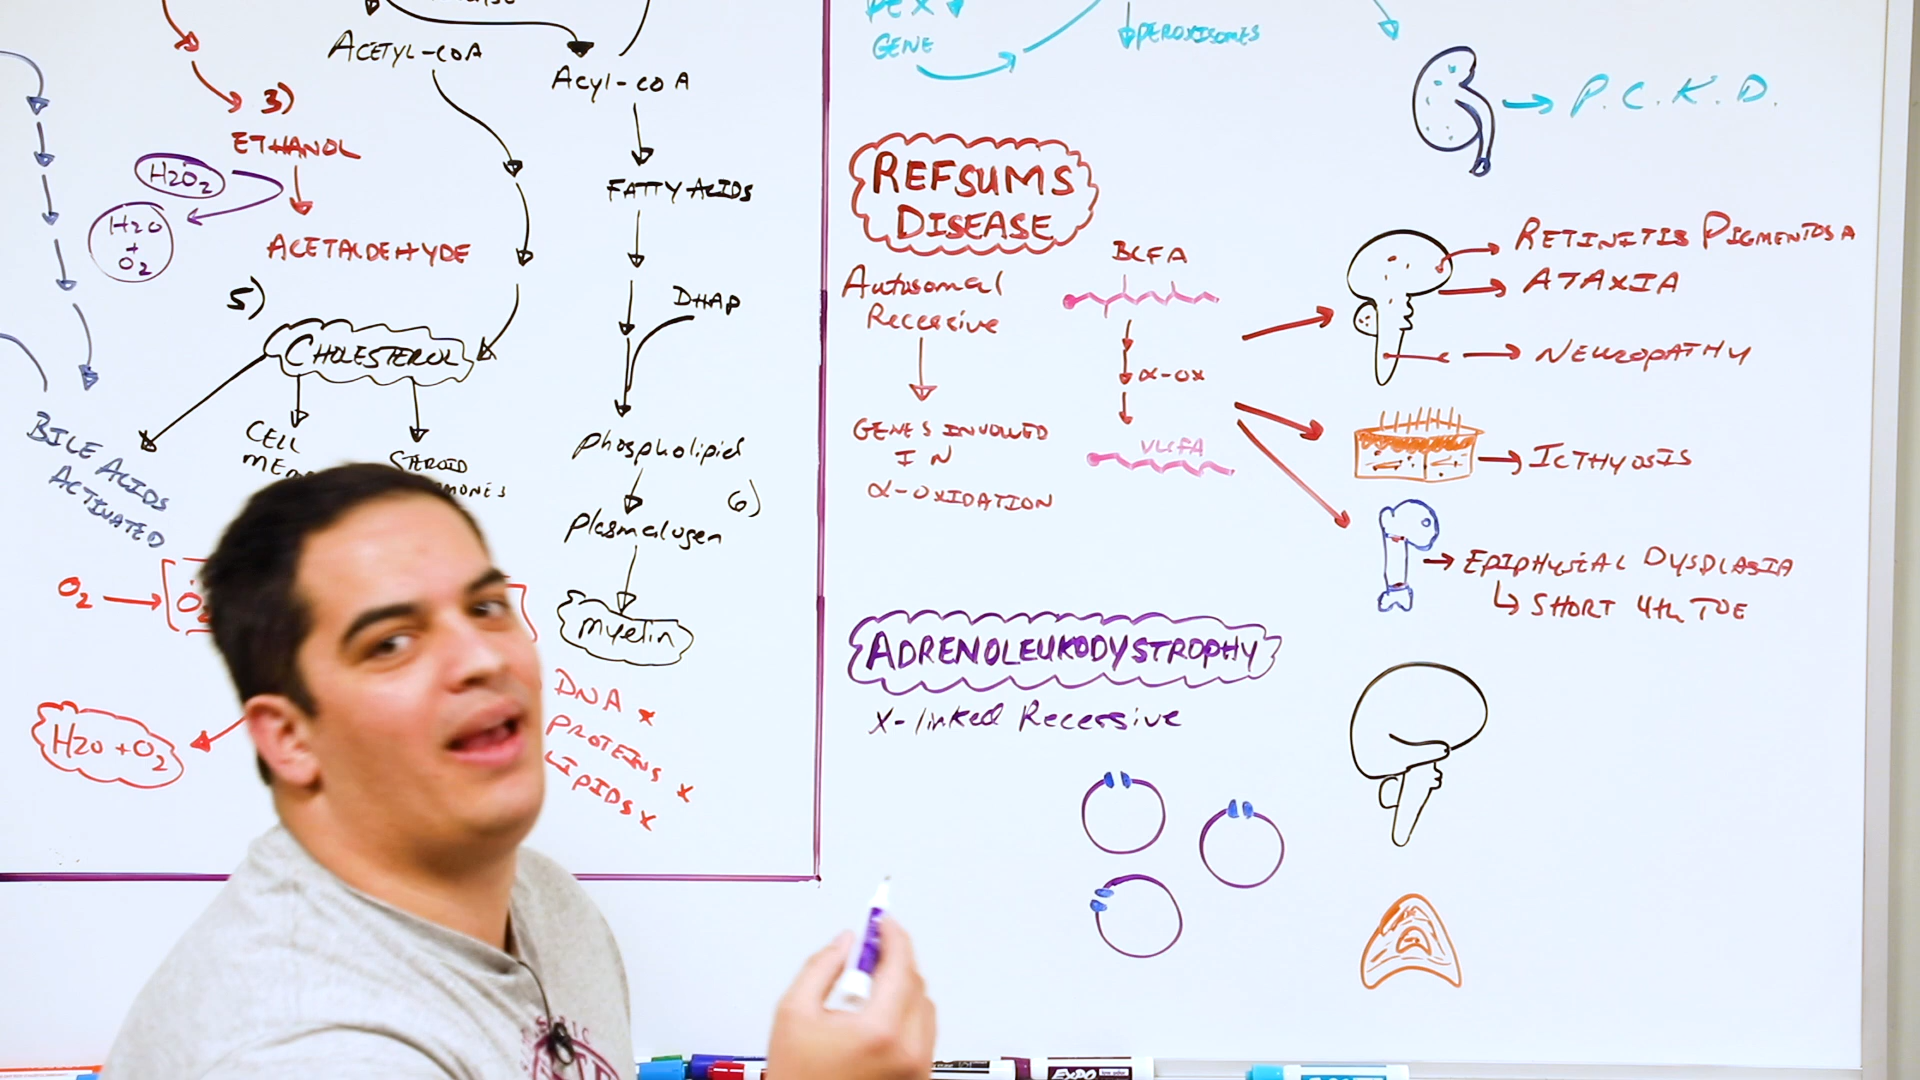 ACETYL-COA
ACYL-COA
3)
ETHANOL
H2O2
H2O
+
O2
ACETALDEHYDE
FATTY ACIDS
DHAP
5)
CHOLESTEROL
BILE ACIDS
ACTIVATED
CELL
STEROID
phospholipid
6)
plasmalogen
myelin
O2
O2
H2O + O2
DNA x
PROTEINS x
LIPIDS x
PEX
GENE
PEROXISOMES
P.C.K.D.
REFSUMS
DISEASE
Autosomal
Recessive
GENES INVOLVED
IN
α-OXIDATION
BCFA
α-OX
VLCFA
RETINITIS PIGMENTOSA
ATAXIA
NEUROPATHY
ICTHYOSIS
EPIPHYSIAL DYSPLASIA
SHORT 4th TOE
ADRENOLEUKODYSTROPHY
X-linked Recessive
EXPO